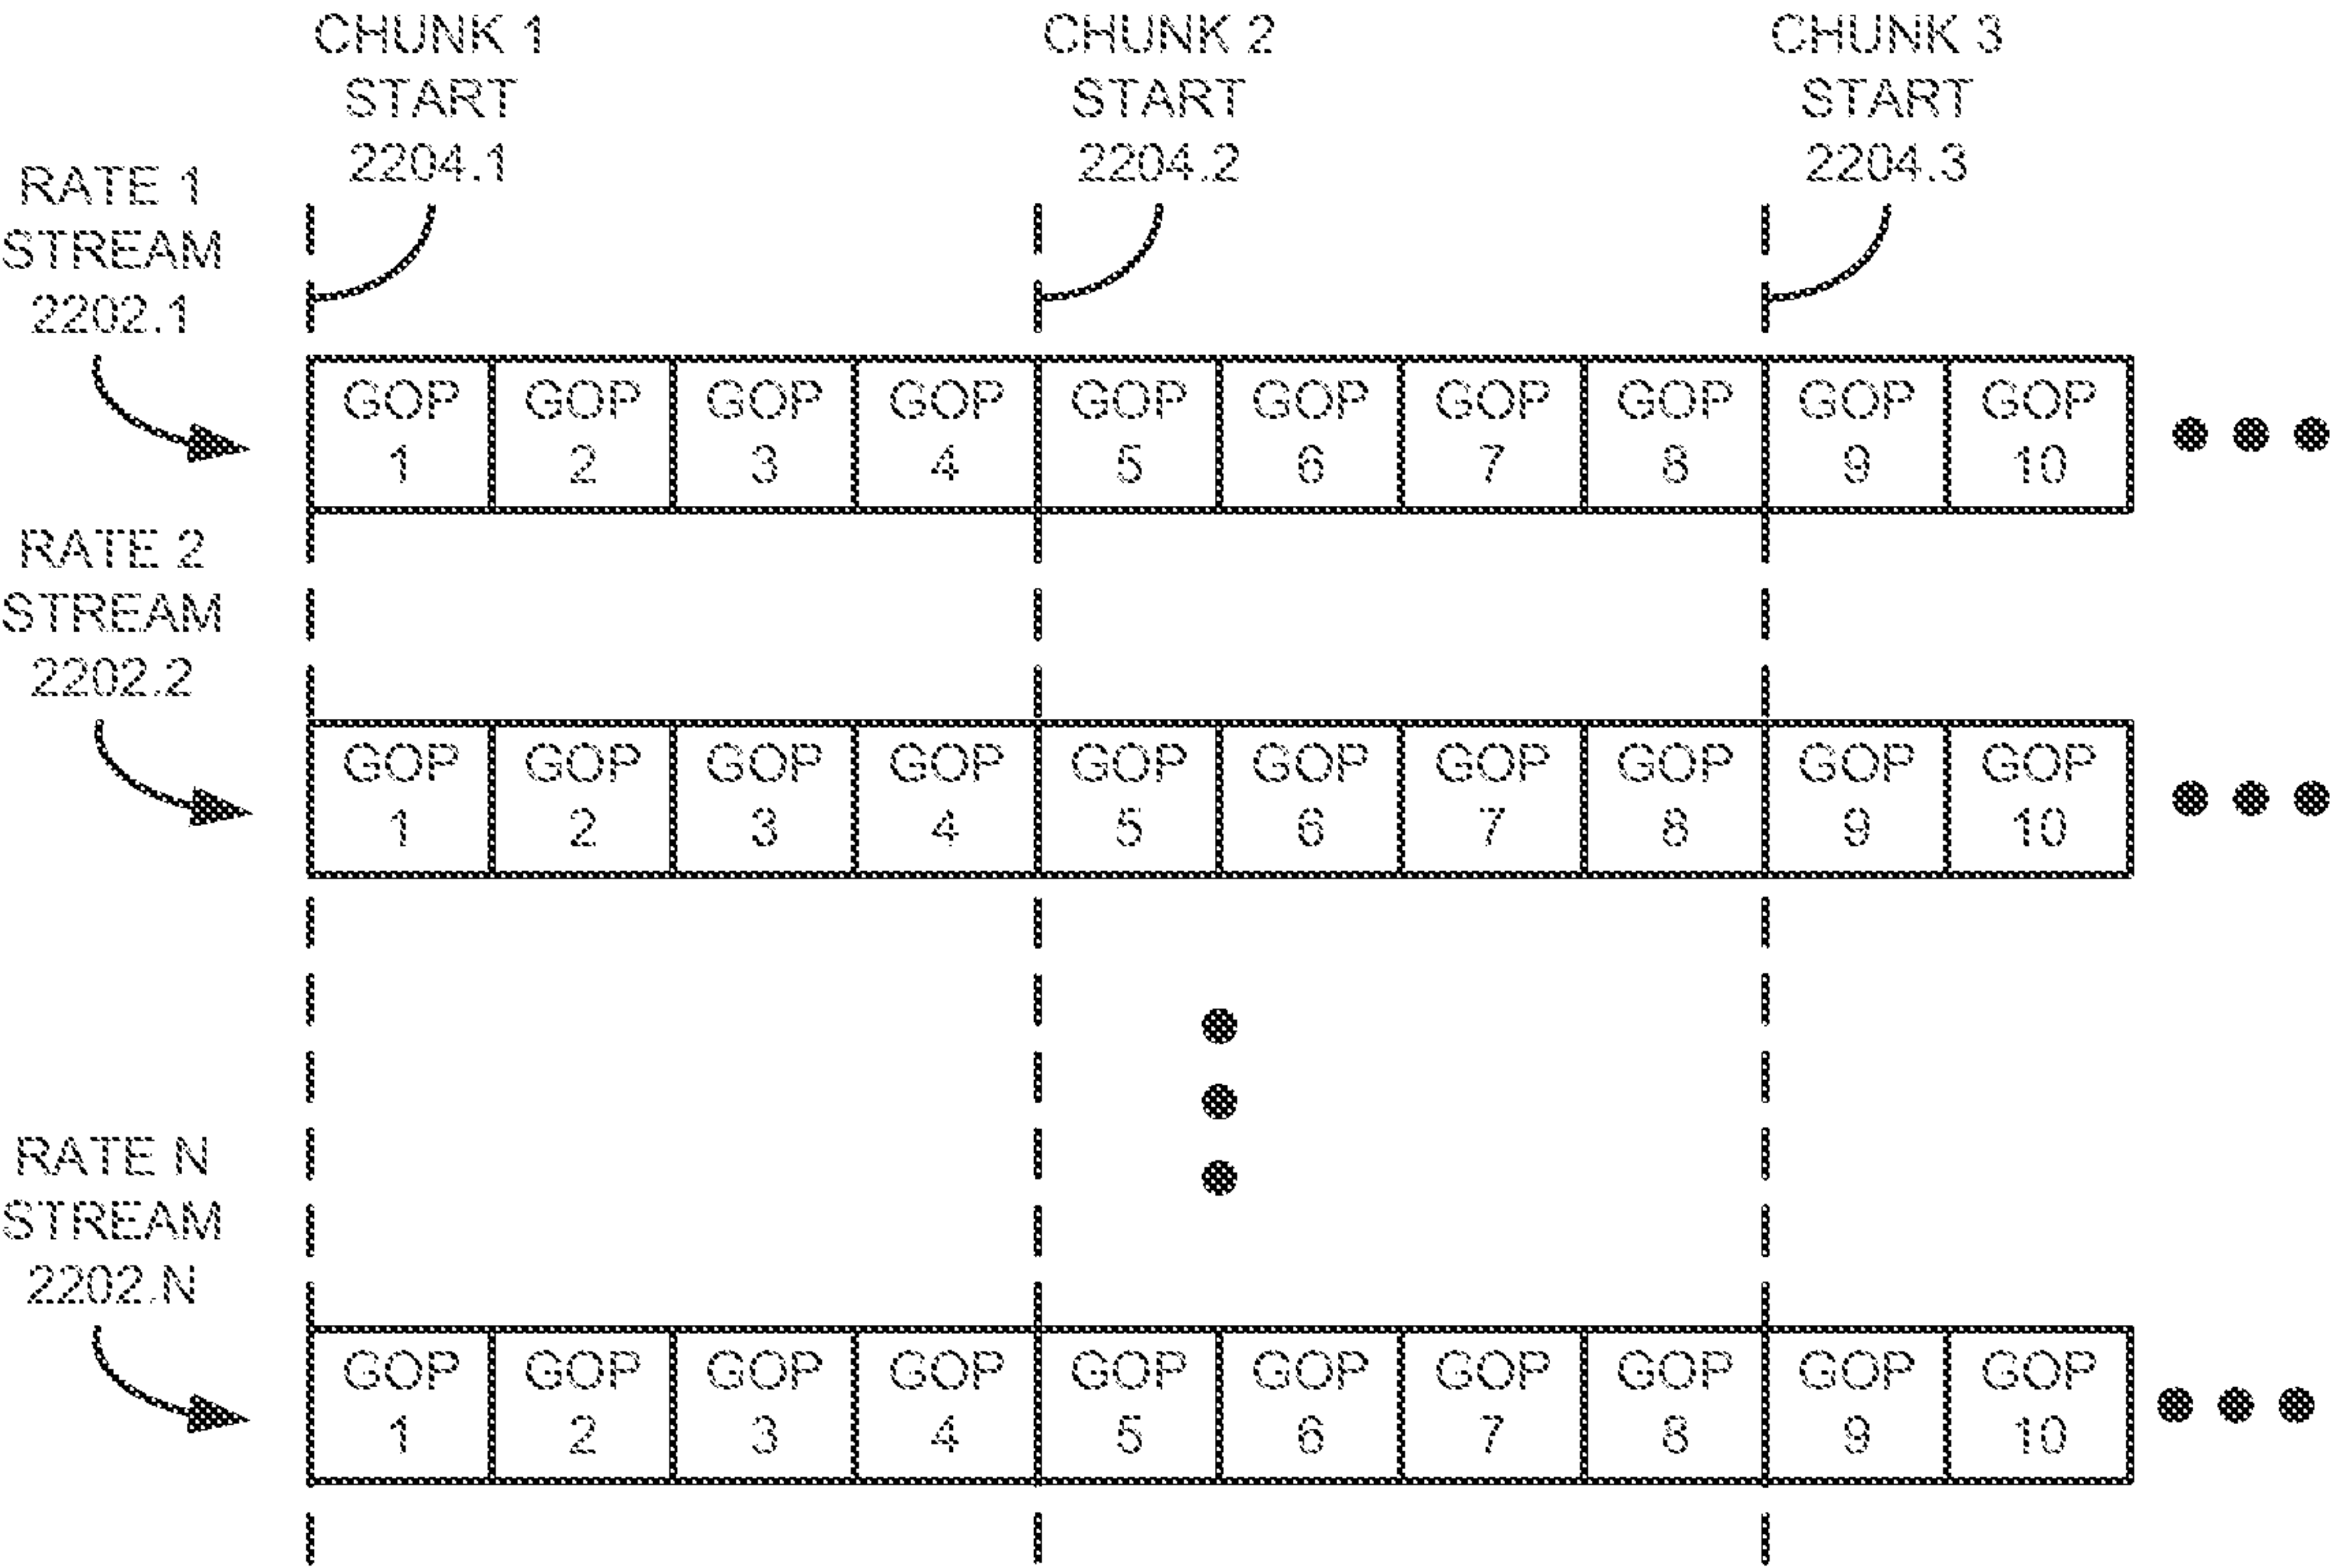 CHUNK 1
START
2204.1
CHUNK 2
START
2204.2
CHUNK 3
START
2204.3
RATE 1
STREAM
2202.1
GOP GOP GOP GOP GOP GOP GOP GOP GOP GOP
1 2 3 4 5 6 7 8 9 10
RATE 2
STREAM
2202.2
GOP GOP GOP GOP GOP GOP GOP GOP GOP GOP
1 2 3 4 5 6 7 8 9 10
RATE N
STREAM
2202.N
GOP GOP GOP GOP GOP GOP GOP GOP GOP GOP
1 2 3 4 5 6 7 8 9 10